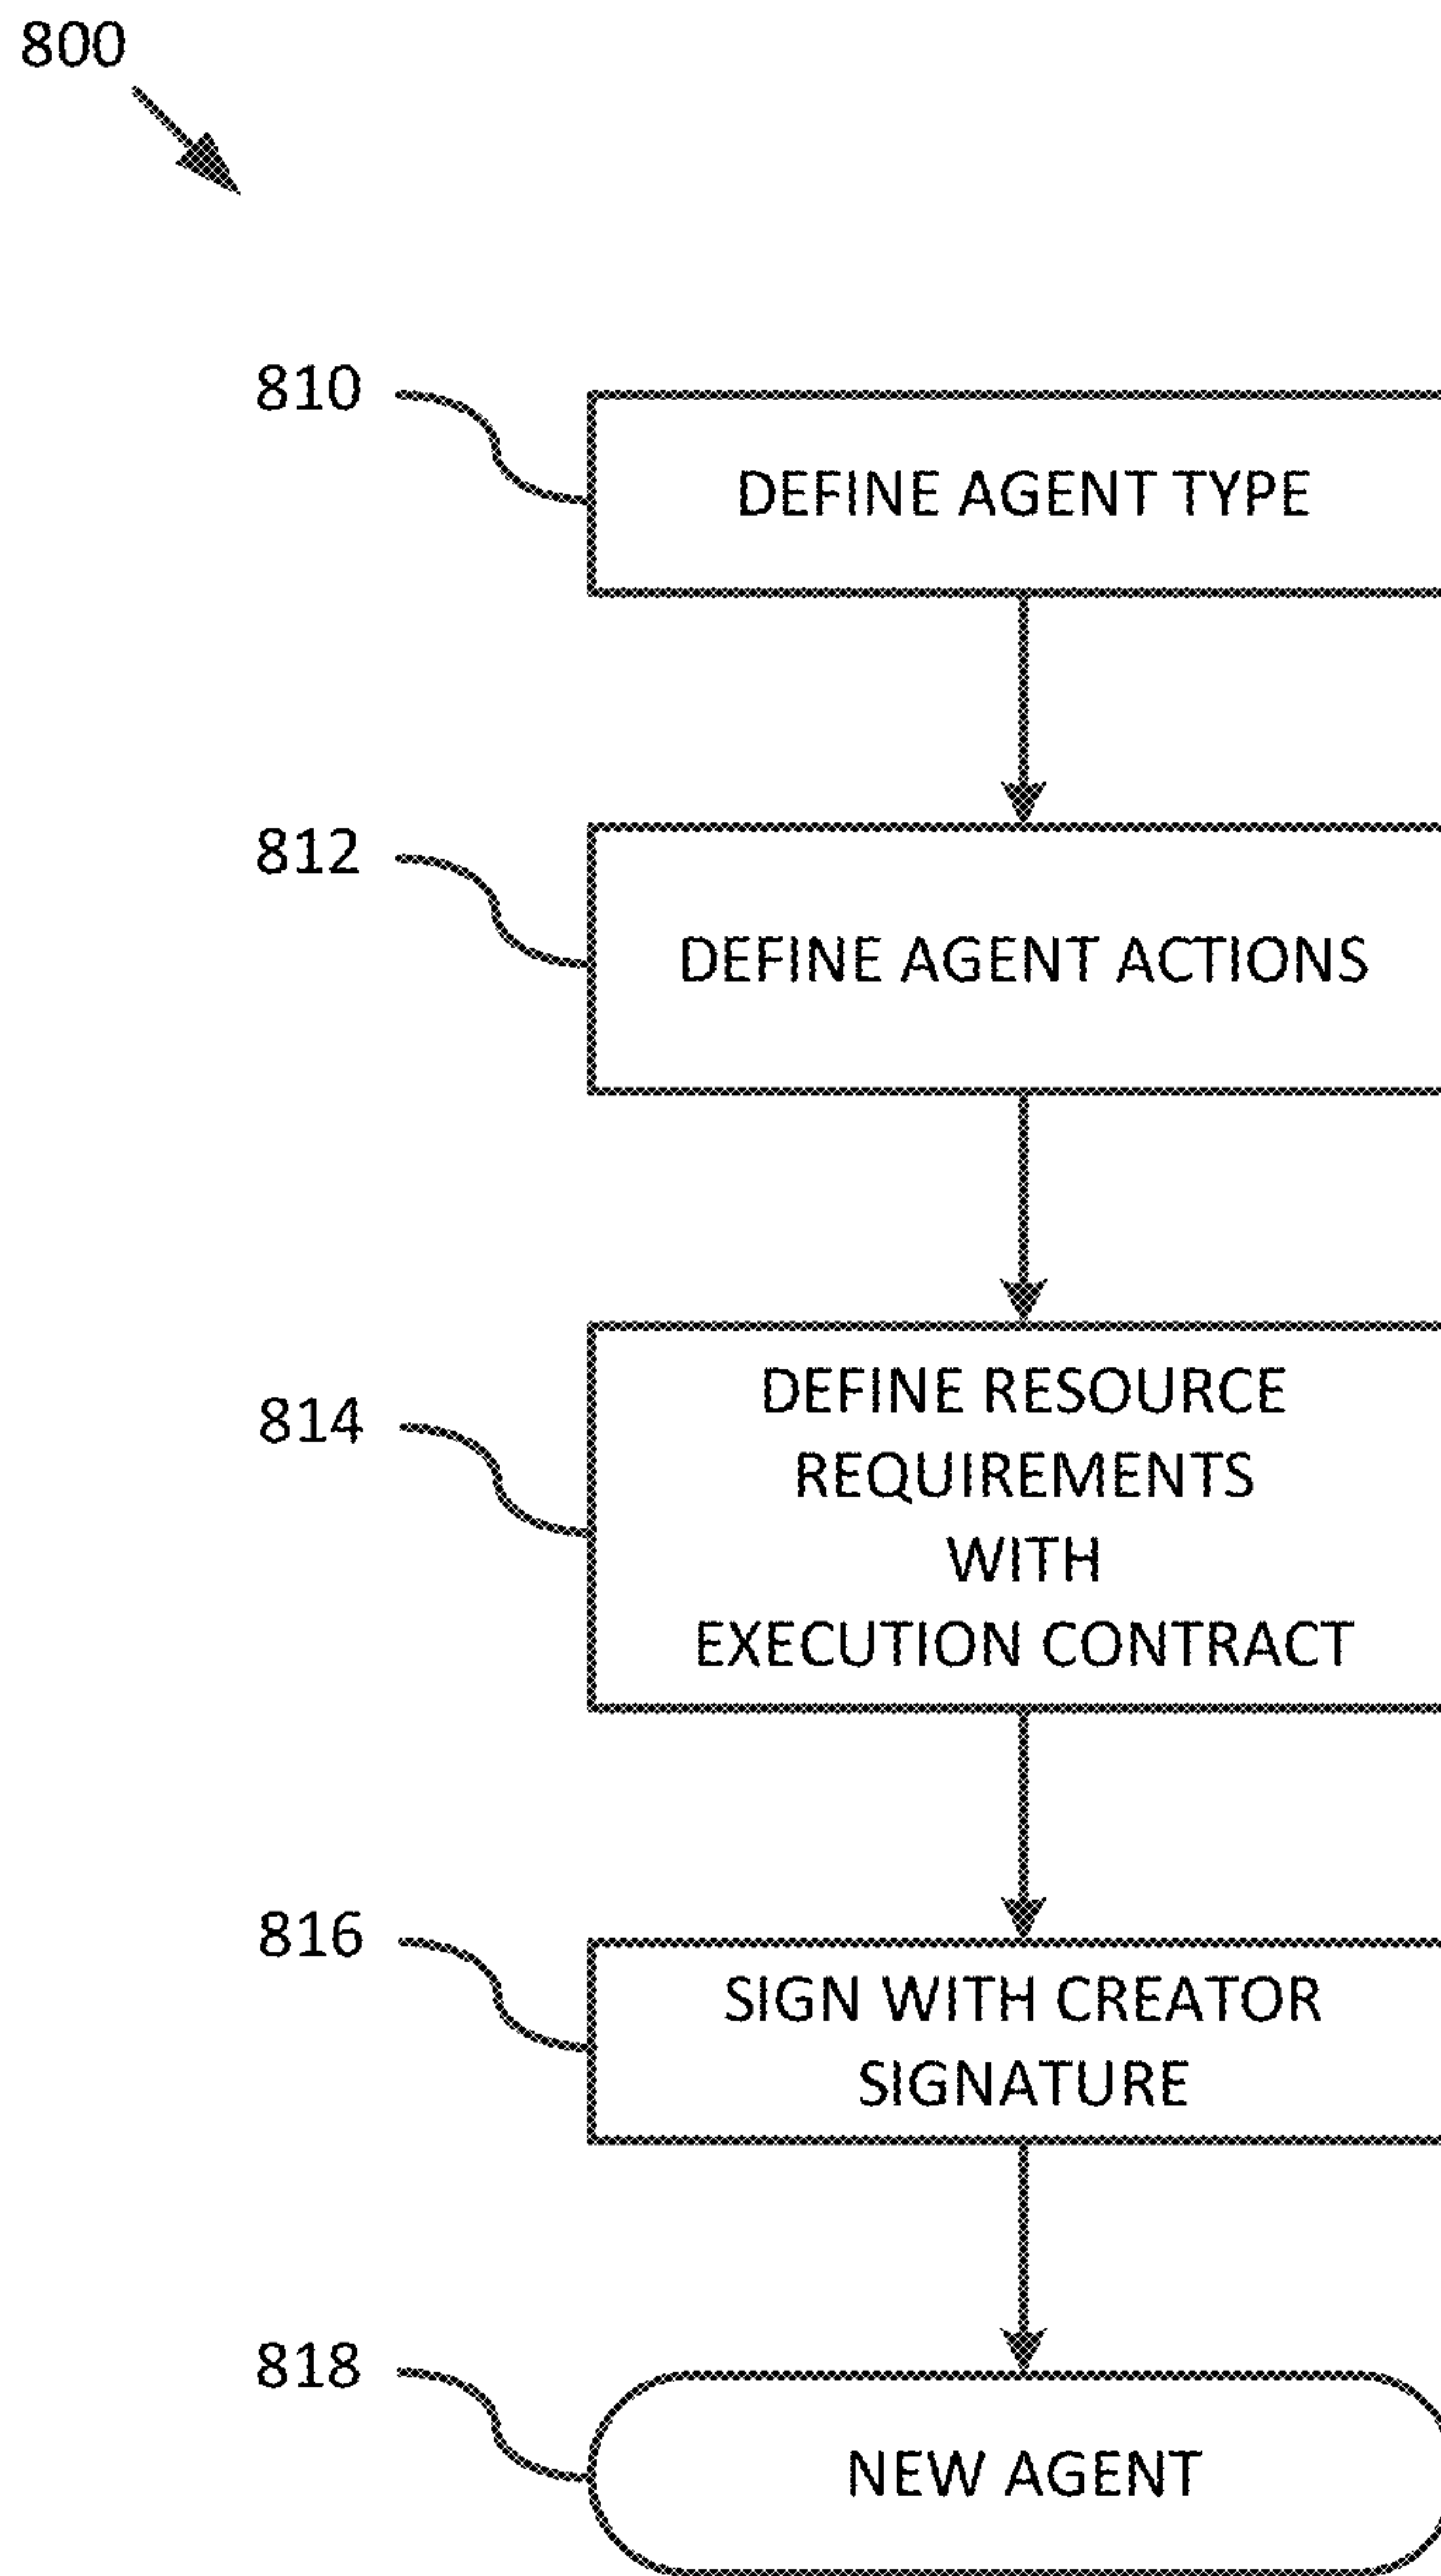 800
810
DEFINE AGENT TYPE
812
DEFINE AGENT ACTIONS
814
DEFINE RESOURCE
REQUIREMENTS
WITH
EXECUTION CONTRACT
816
SIGN WITH CREATOR
SIGNATURE
818
NEW AGENT